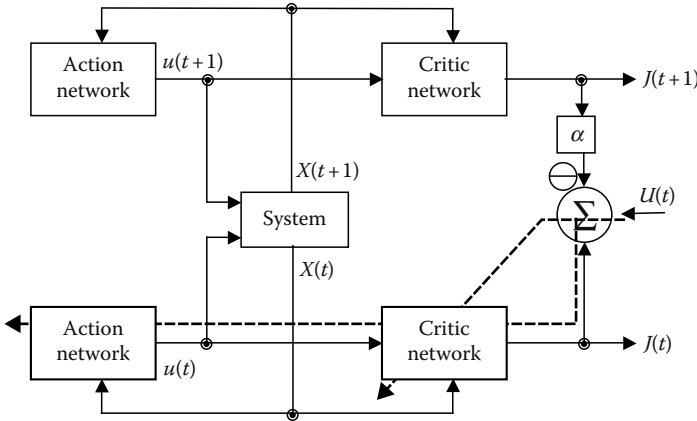 Action
network
u(t+1)
Critic
network
J(t+1)
α
X(t+1)
System
Σ
U(t)
X(t)
Action
network
u(t)
Critic
network
J(t)